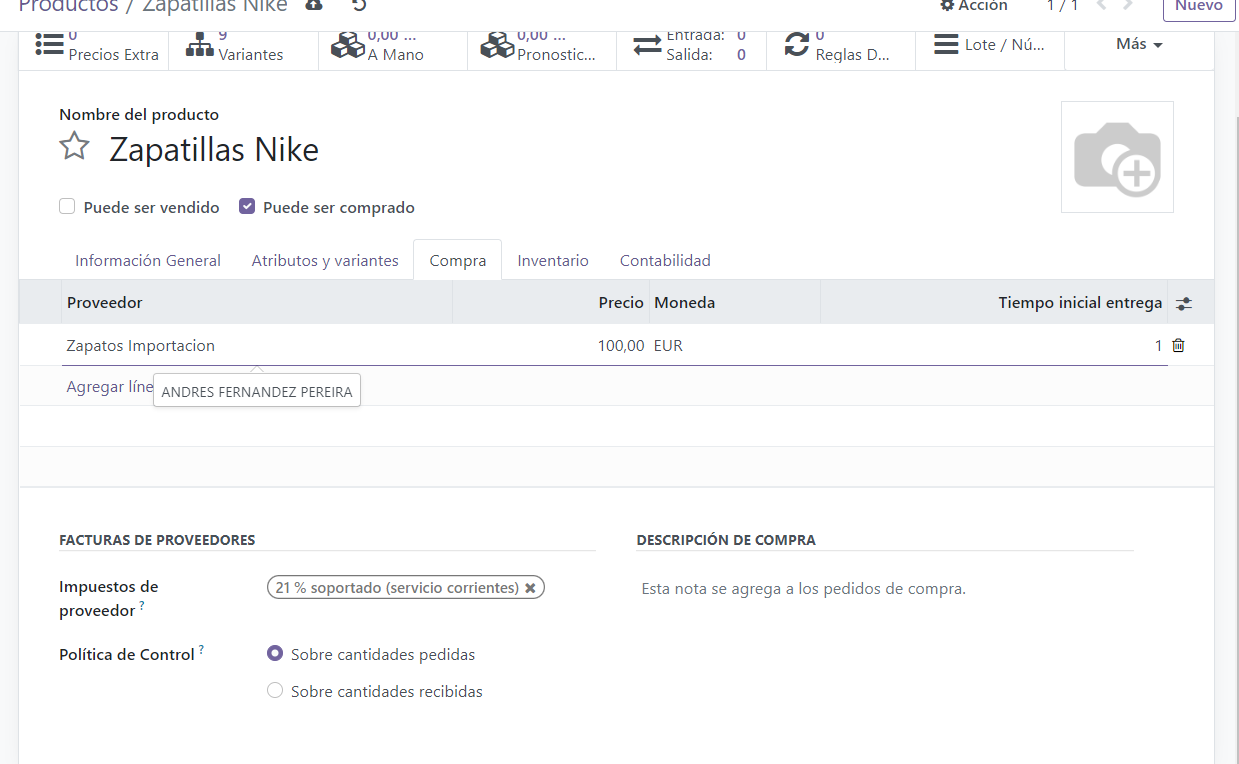 Productos / Zapatillas Nike
Acción
1 / 1
Nuevo
0
Precios Extra
9
Variantes
0,00 ...
A Mano
0,00 ...
Pronostic...
Entrada: 0
Salida: 0
0
Reglas D...
Lote / Nú...
Más
Nombre del producto
Zapatillas Nike
Puede ser vendido
Puede ser comprado
Información General
Atributos y variantes
Compra
Inventario
Contabilidad
Proveedor Precio Moneda Tiempo inicial entrega
Zapatos Importacion 100,00 EUR 1
Agregar líne
ANDRES FERNANDEZ PEREIRA
FACTURAS DE PROVEEDORES
Impuestos de
proveedor ?
21 % soportado (servicio corrientes)
Política de Control ?
Sobre cantidades pedidas
Sobre cantidades recibidas
DESCRIPCIÓN DE COMPRA
Esta nota se agrega a los pedidos de compra.